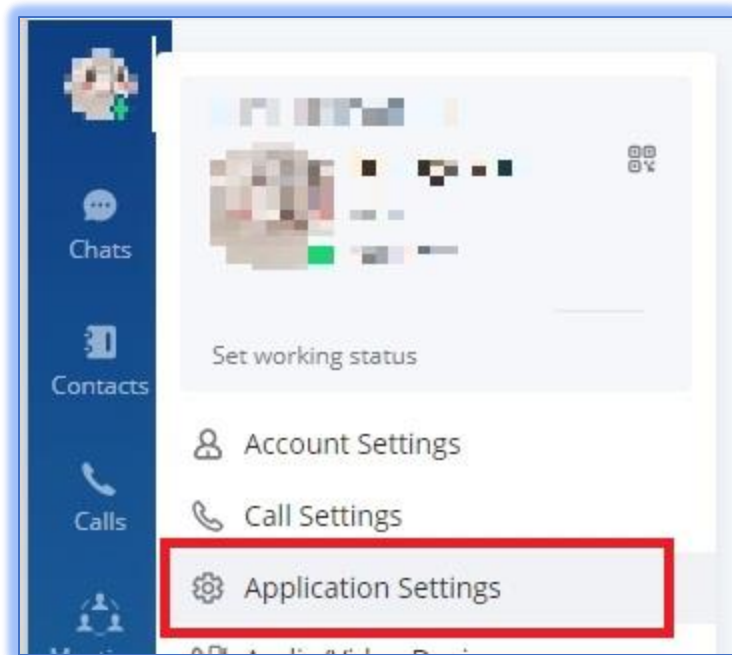 Chats
Contacts
Calls
Set working status
Account Settings
Call Settings
Application Settings